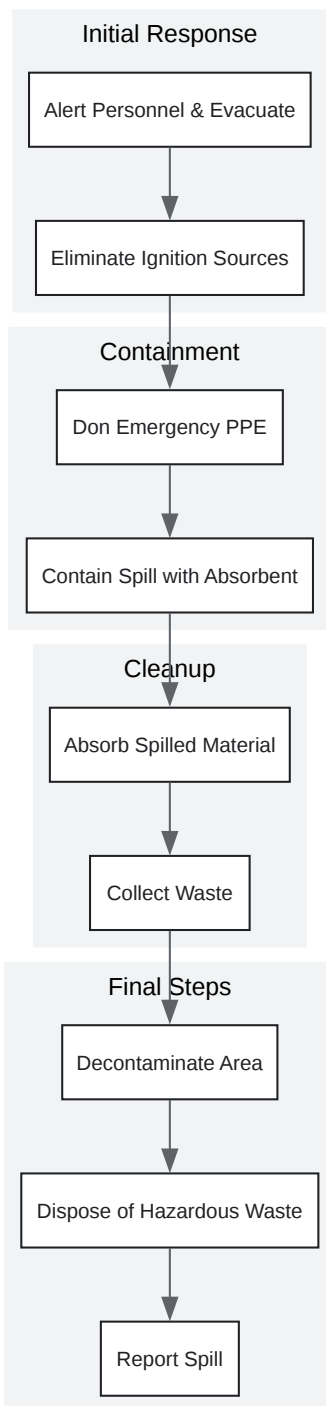 Initial Response
Alert Personnel & Evacuate
Eliminate Ignition Sources
Containment
Don Emergency PPE
Contain Spill with Absorbent
Cleanup
Absorb Spilled Material
Collect Waste
Final Steps
Decontaminate Area
Dispose of Hazardous Waste
Report Spill